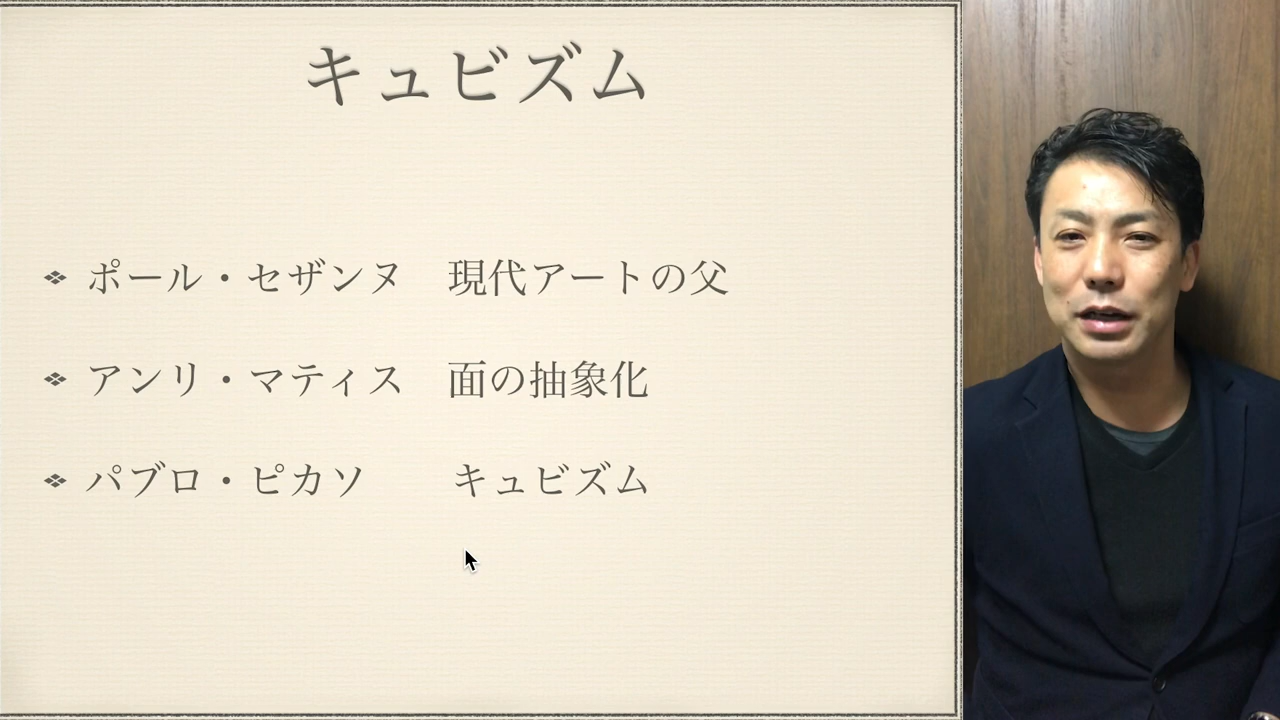 キュビズム
ポール・セザンヌ　現代アートの父
アンリ・マティス　面の抽象化
パブロ・ピカソ　　キュビズム